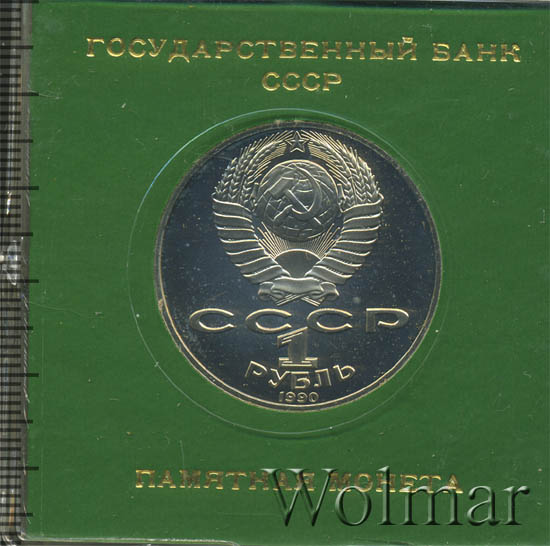 ГОСУДАРСТВЕННЫЙ БАНК
СССР
СССР
1
РУБЛЬ
1990
ПАМЯТНАЯ МОНЕТА
Wolmar